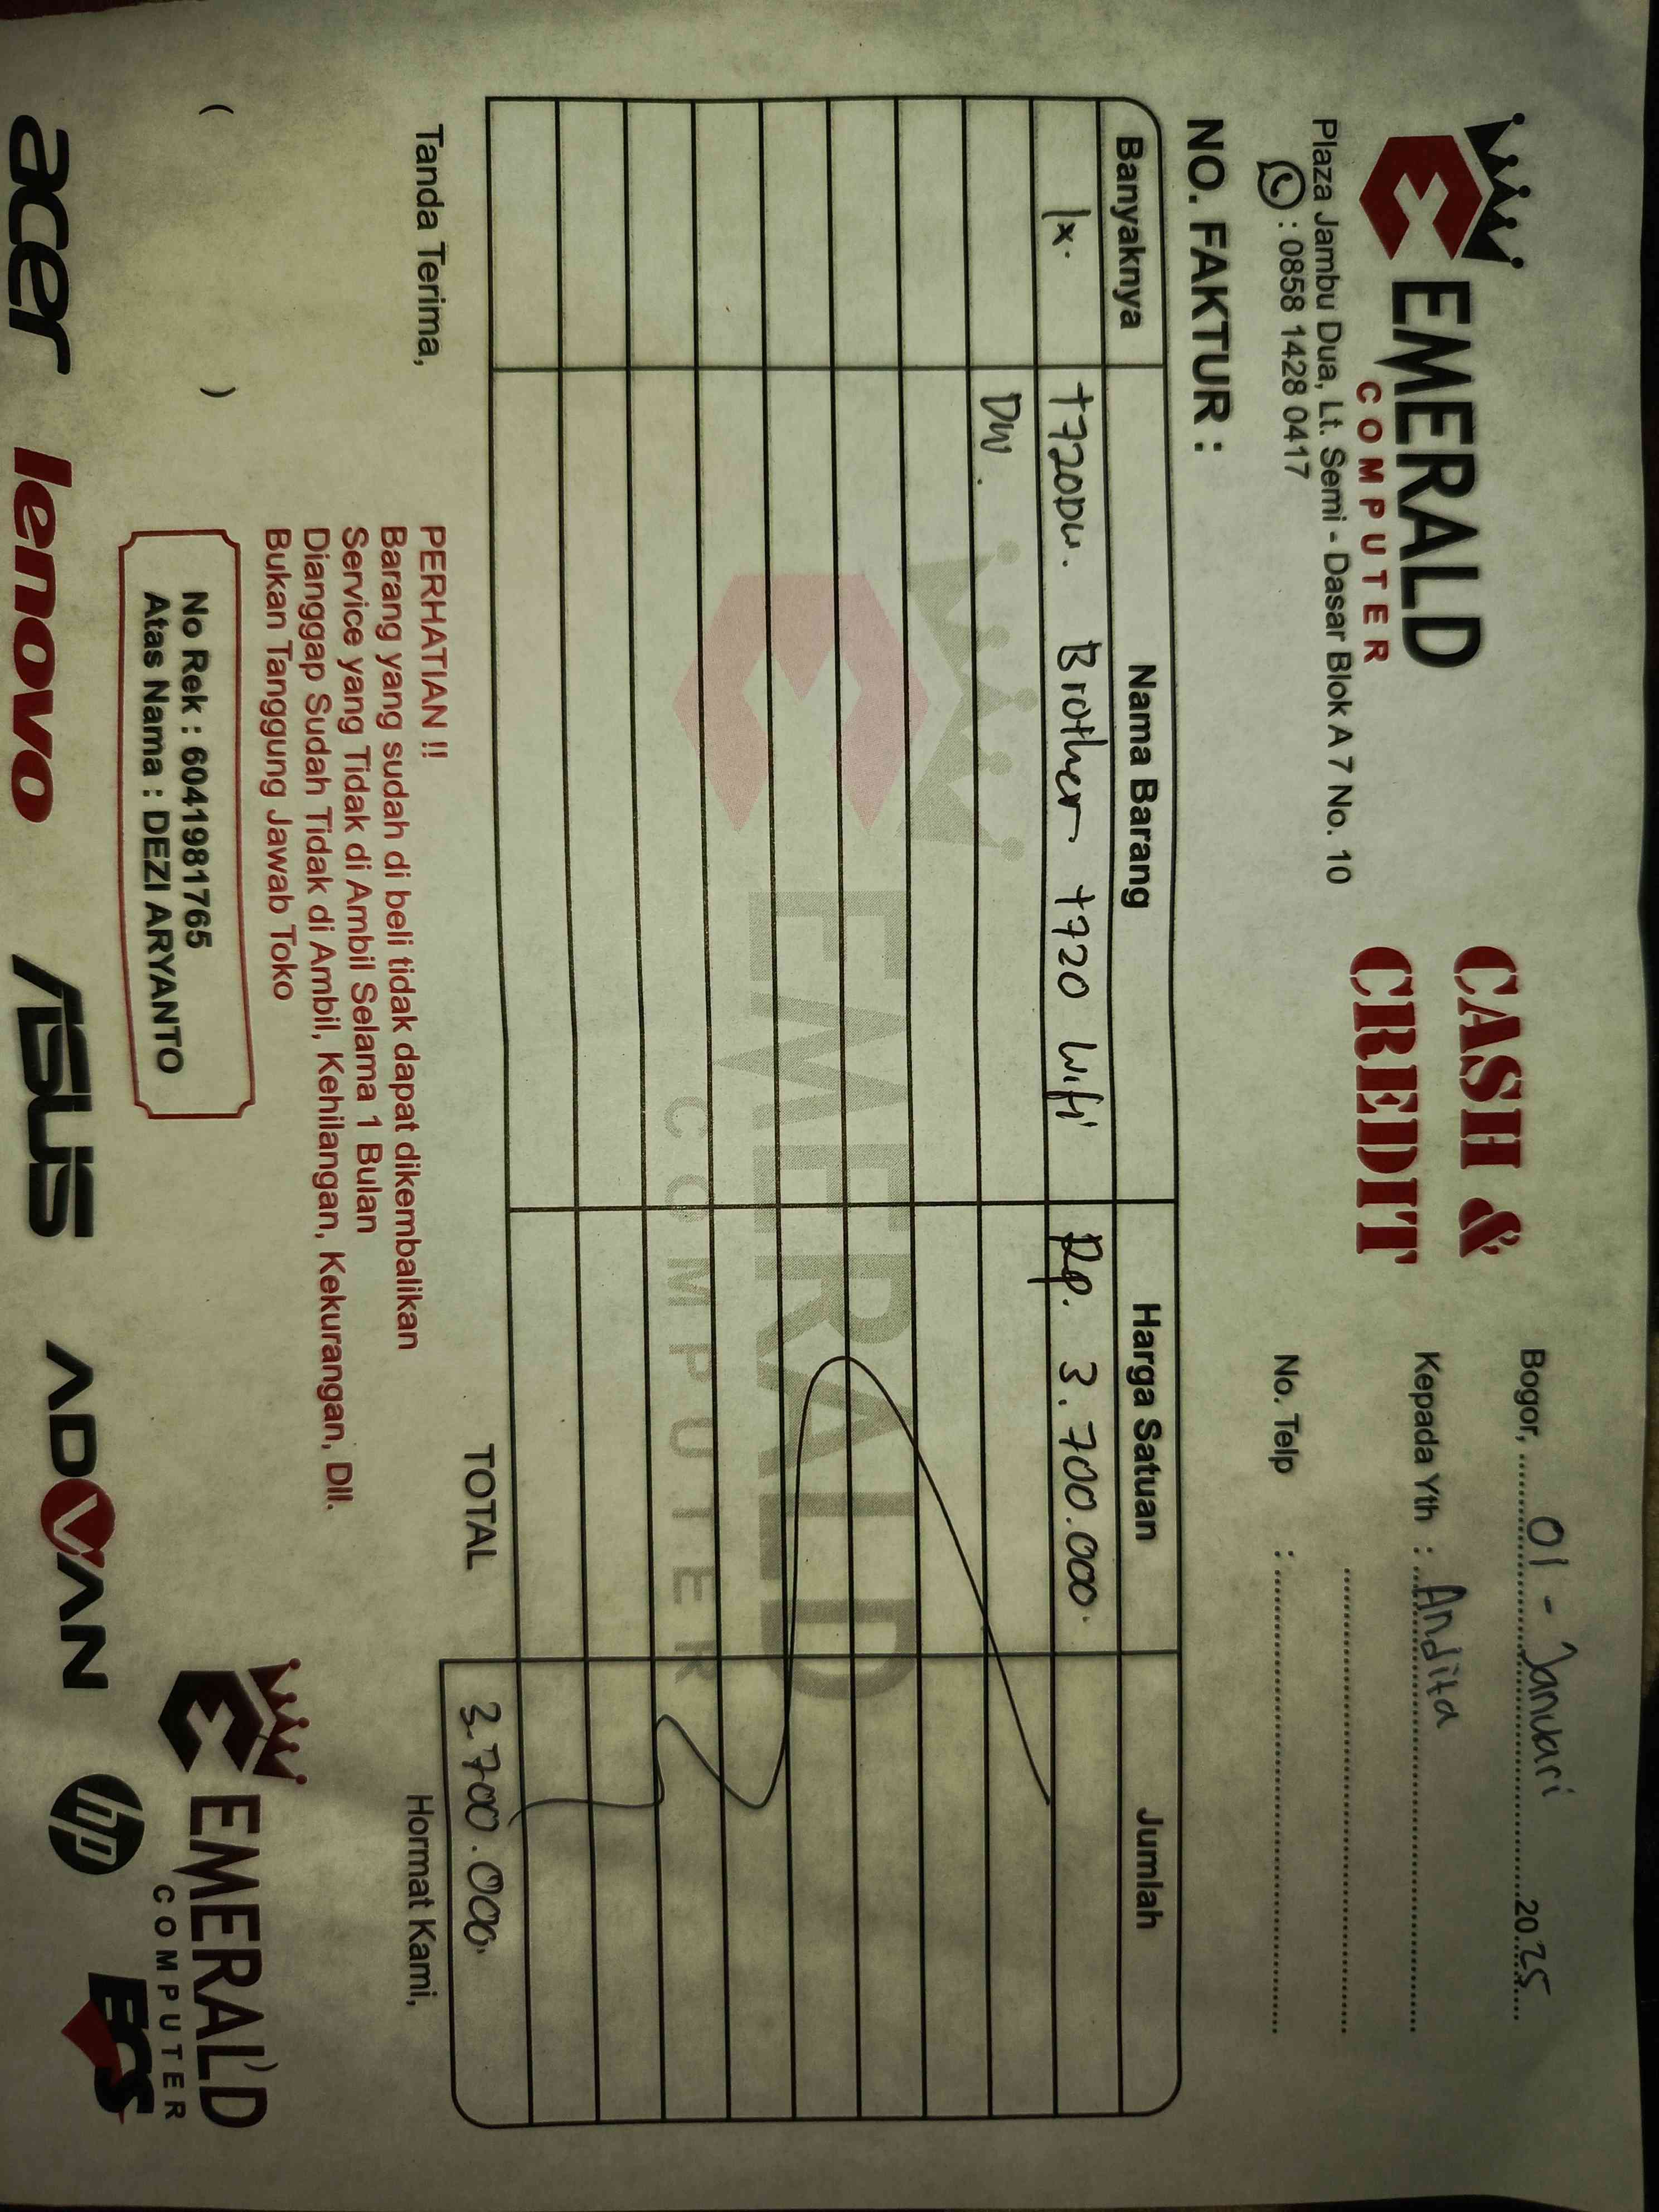 EMERALD
COMPUTER
Plaza Jambu Dua, Lt. Semi - Dasar Blok A 7 No. 10
: 0858 1428 0417
CASH &
CREDIT
Bogor, 01 - Januari 2025
Kepada Yth : Andita
No. Telp :
NO. FAKTUR :
Banyaknya Nama Barang Harga Satuan Jumlah
1x. T720DW. Brother T720 Wifi Rp. 3.700.000.
DW.
EMERALD
COMPUTER
TOTAL 3.700.000.
Tanda Terima,
( )
PERHATIAN !!
Barang yang sudah di beli tidak dapat dikembalikan
Service yang Tidak di Ambil Selama 1 Bulan
Dianggap Sudah Tidak di Ambil, Kehilangan, Kekurangan, Dll.
Bukan Tanggung Jawab Toko
No Rek : 6041981765
Atas Nama : DEZI ARYANTO
Hormat Kami,
EMERALD
COMPUTER
acer lenovo ASUS ADVAN hp ECS